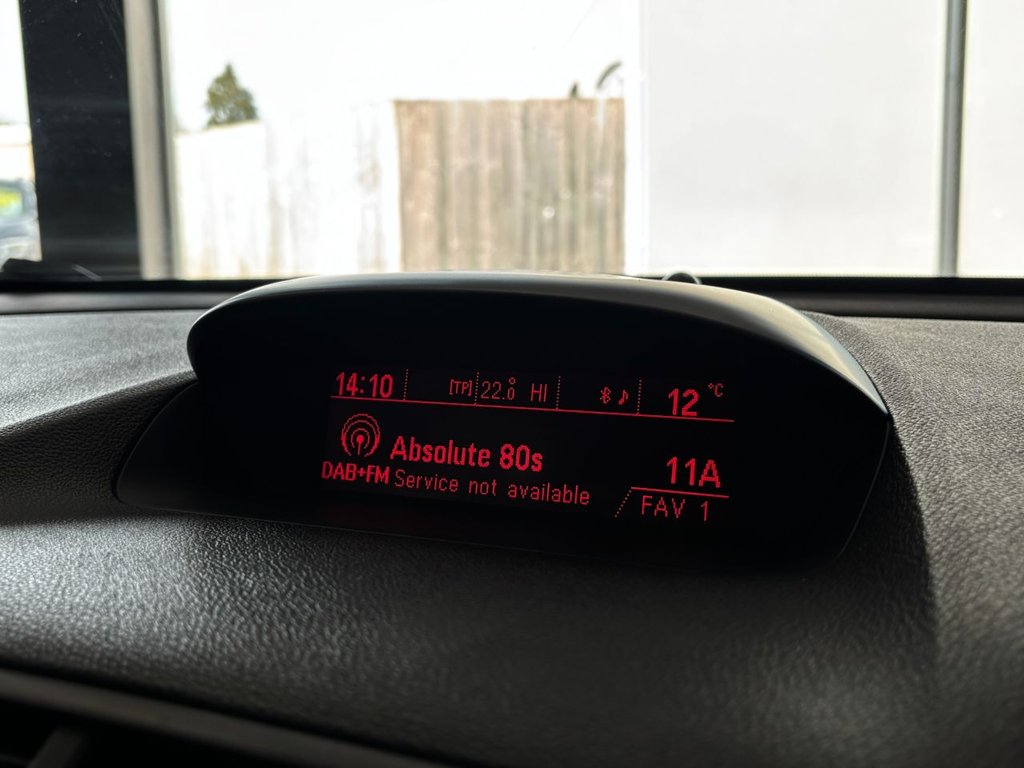 14:10 [TP] 22.0° HI 12 °C
Absolute 80s 11A
DAB+FM Service not available FAV 1